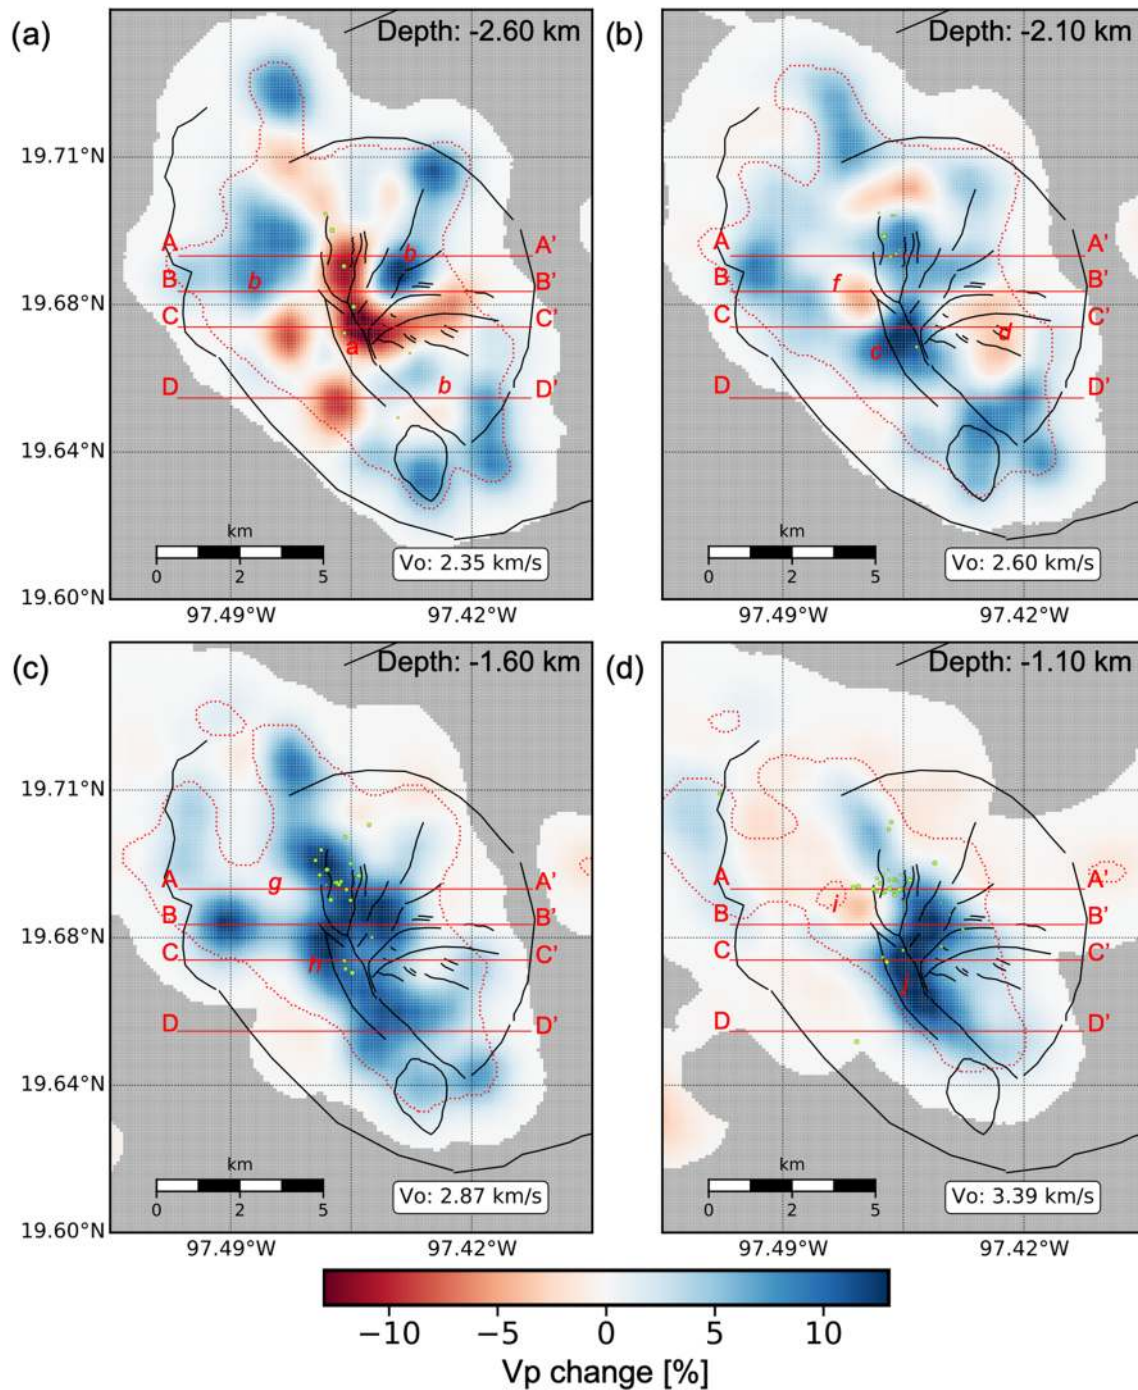 (a) Depth: -2.60 km
(b) Depth: -2.10 km
19.71°N
A A' A A'
b b
B B' B B'
f
19.68°N
C C' C C'
a c d
b
D D' D D'
19.64°N
km km
0 2 5 Vo: 2.35 km/s
0 2 5 Vo: 2.60 km/s
19.60°N
97.49°W 97.42°W 97.49°W 97.42°W
(c) Depth: -1.60 km
(d) Depth: -1.10 km
19.71°N
A A' A A'
g i
B B' B B'
19.68°N
C C' C C'
h j
D D' D D'
19.64°N
km km
0 2 5 Vo: 2.87 km/s
0 2 5 Vo: 3.39 km/s
19.60°N
97.49°W 97.42°W 97.49°W 97.42°W
−10 −5 0 5 10
Vp change [%]